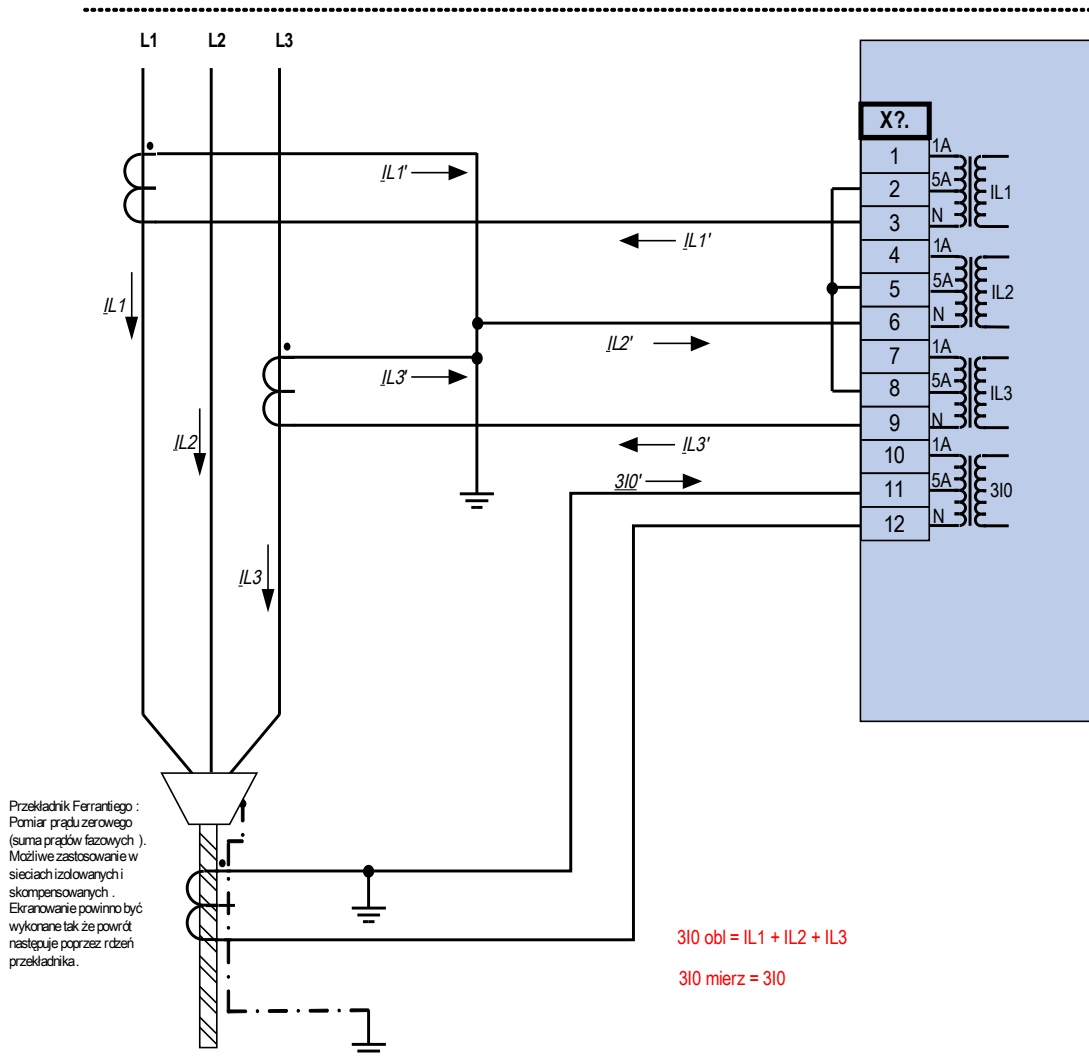 L1 L2 L3
X?.
1 1A
2 5A IL1
3 N
4 1A
5 5A IL2
6 N
7 1A
8 5A IL3
9 N
10 1A
11 5A 3I0
12 N
IL1'
IL1'
IL1
IL2'
IL3'
IL2
IL3'
3I0'
IL3
Przekładnik Ferrantiego :
Pomiar prądu zerowego
(suma prądów fazowych ).
Możliwe zastosowanie w
sieciach izolowanych i
skompensowanych .
Ekranowanie powinno być
wykonane tak że powrót
następuje poprzez rdzeń
przekładnika.
3I0 obl = IL1 + IL2 + IL3
3I0 mierz = 3I0